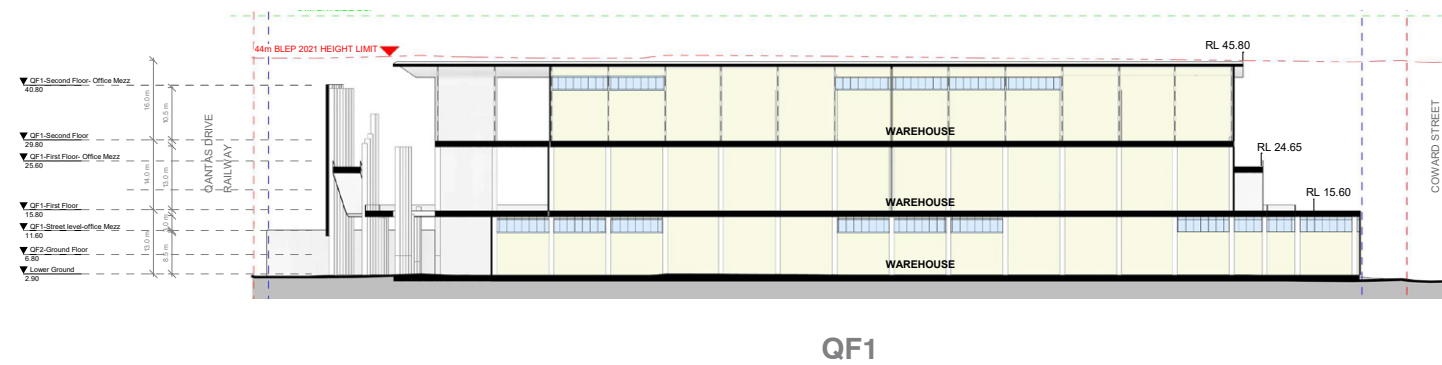 44m BLEP 2021 HEIGHT LIMIT
RL 45.80
QF1-Second Floor- Office Mezz
40.80
16.0 m
10.5 m
QANTAS DRIVE
RAILWAY
COWARD STREET
QF1-Second Floor
29.80
WAREHOUSE
QF1-First Floor- Office Mezz
25.60
RL 24.65
14.0 m
13.0 m
RL 15.60
QF1-First Floor
15.80
WAREHOUSE
QF1-Street level-office Mezz
11.60
13.0 m
8.5 m
QF2-Ground Floor
6.80
WAREHOUSE
Lower Ground
2.90
QF1